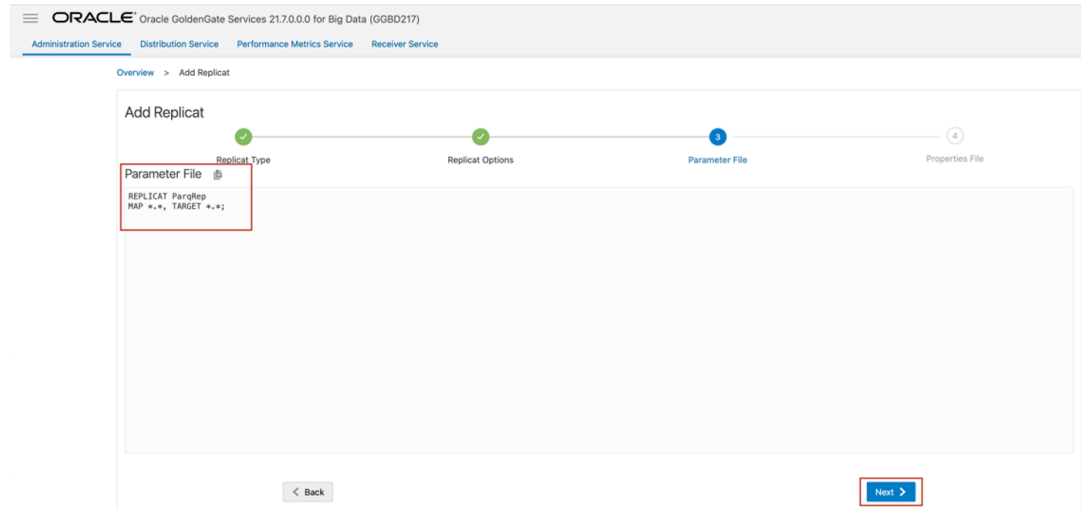 ORACLE Oracle GoldenGate Services 21.7.0.0.0 for Big Data (GGBD217)
Administration Service Distribution Service Performance Metrics Service Receiver Service
Overview > Add Replicat
Add Replicat
3 4
Replicat Type Replicat Options Parameter File Properties File
Parameter File
REPLICAT ParqRep
MAP *.*, TARGET *.*;
< Back Next >